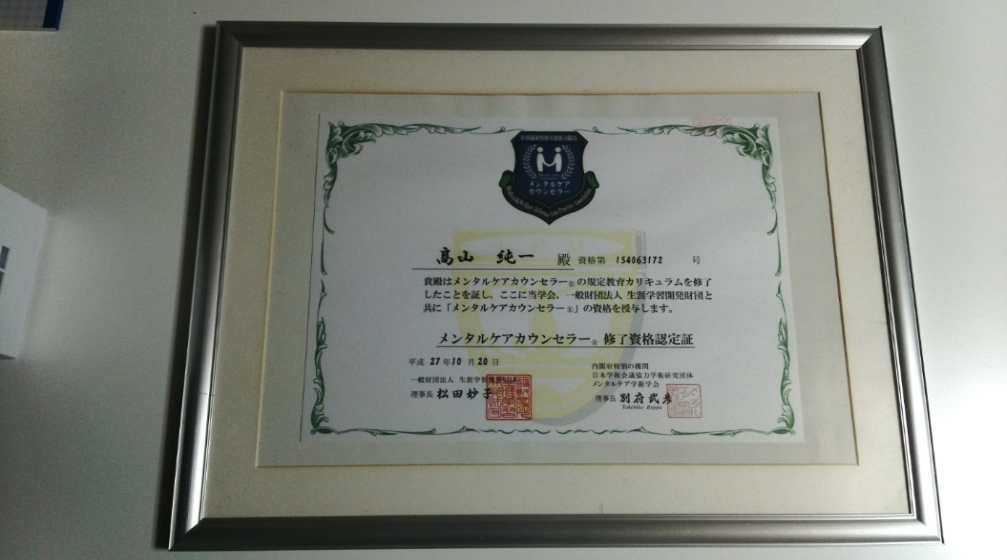 メンタルケア
カウンセラー
高山 純一 殿 資格第 154063172 号
貴殿はメンタルケアカウンセラー®の規定教育カリキュラムを修了
したことを証し、ここに当学会、一般財団法人 生涯学習開発財団と
共に「メンタルケアカウンセラー®」の資格を授与します。
メンタルケアカウンセラー® 修了資格認定証
平成 27年10月20日
一般財団法人 生涯学習
理事長 松田妙子
内閣府特別の機関
日本学術会議協力学術研究団体
メンタルケア学術学会
理事長 別府武彦
Takehiko Beppu